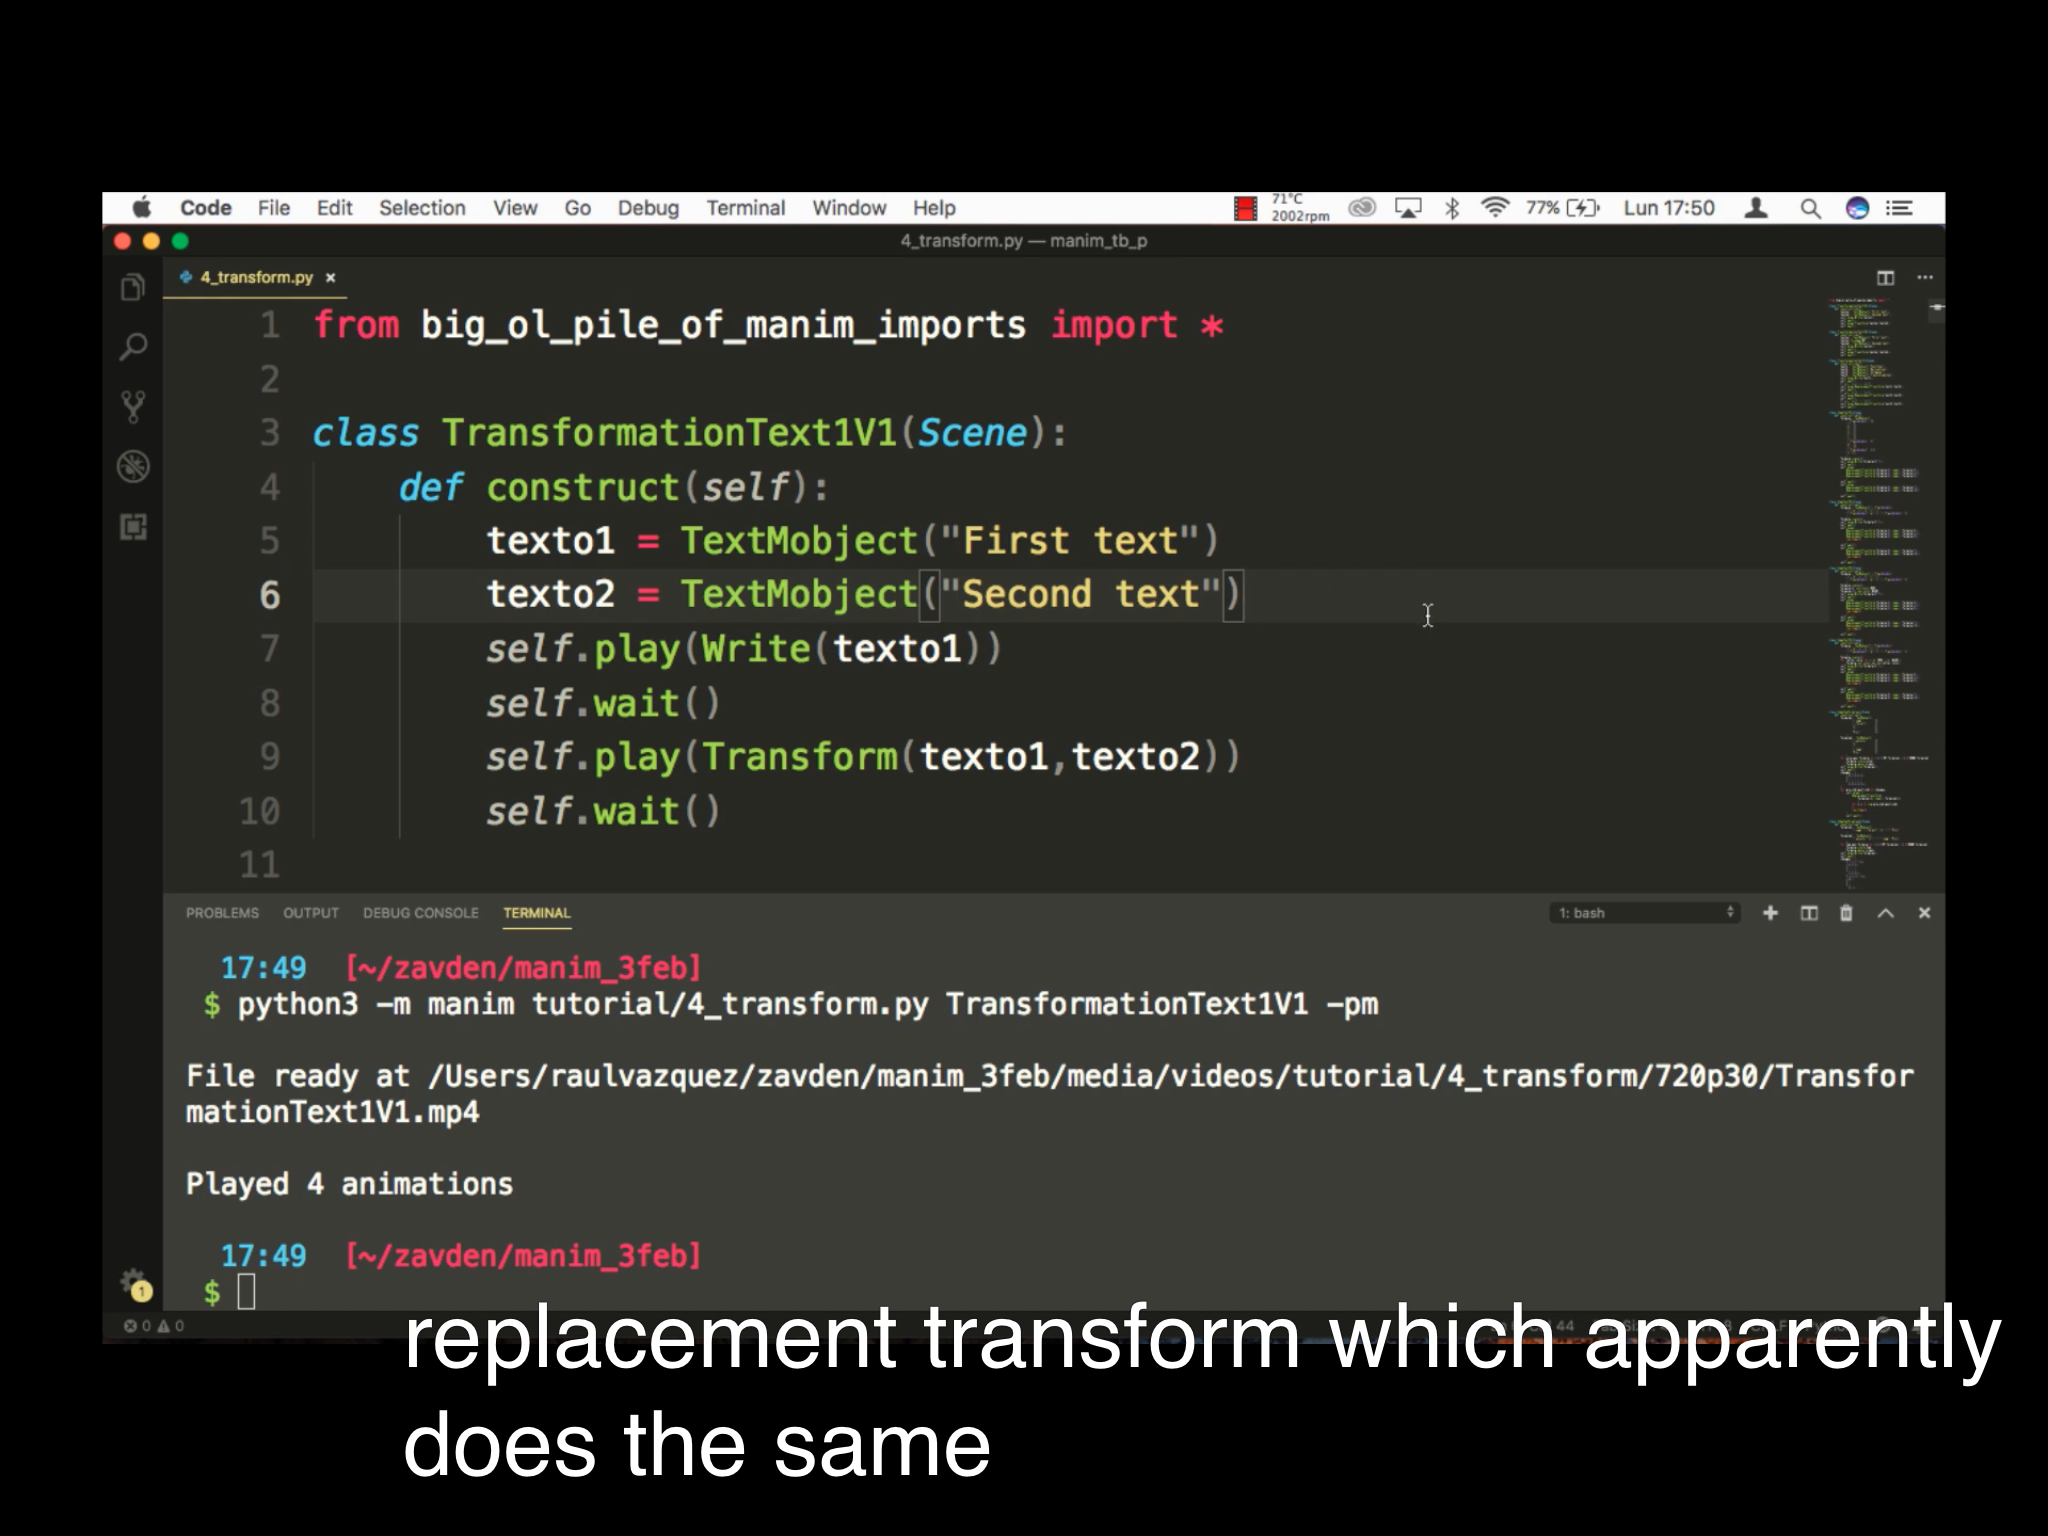 Code File Edit Selection View Go Debug Terminal Window Help 71°C 2002rpm 77% Lun 17:50
4_transform.py — manim_tb_p
4_transform.py ×
1 from big_ol_pile_of_manim_imports import *
2
3 class TransformationText1V1(Scene):
4 def construct(self):
5 texto1 = TextMobject("First text")
6 texto2 = TextMobject("Second text")
7 self.play(Write(texto1))
8 self.wait()
9 self.play(Transform(texto1,texto2))
10 self.wait()
11
PROBLEMS OUTPUT DEBUG CONSOLE TERMINAL 1: bash
17:49 [~/zavden/manim_3feb]
$ python3 -m manim tutorial/4_transform.py TransformationText1V1 -pm
File ready at /Users/raulvazquez/zavden/manim_3feb/media/videos/tutorial/4_transform/720p30/Transfor
mationText1V1.mp4
Played 4 animations
17:49 [~/zavden/manim_3feb]
$
1
0 0
replacement transform which apparently
does the same